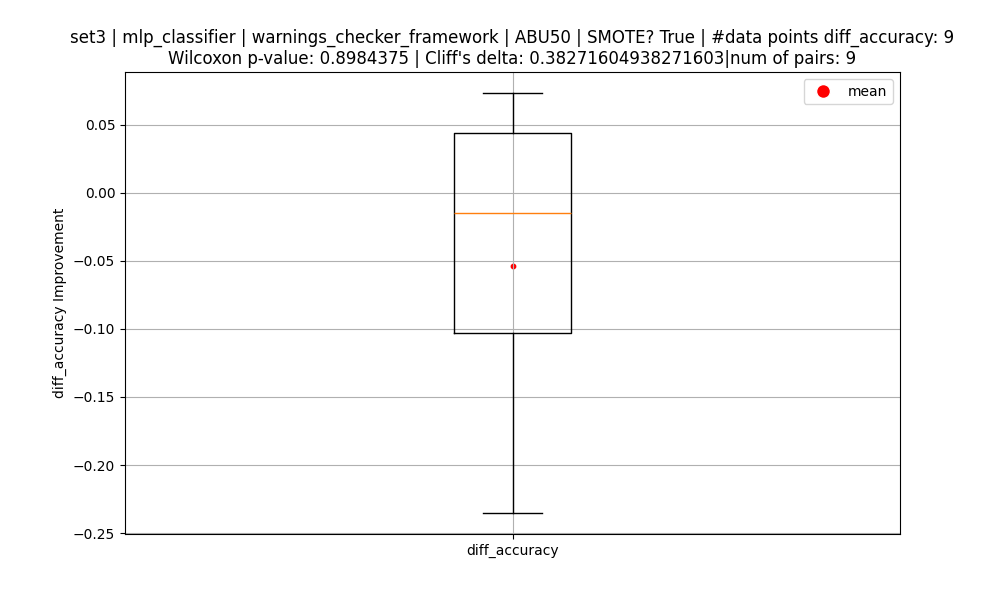 set3 | mlp_classifier | warnings_checker_framework | ABU50 | SMOTE? True | #data points diff_accuracy: 9
Wilcoxon p-value: 0.8984375 | Cliff's delta: 0.38271604938271603|num of pairs: 9
mean
0.05
0.00
−0.05
−0.10
−0.15
−0.20
−0.25
diff_accuracy Improvement
diff_accuracy